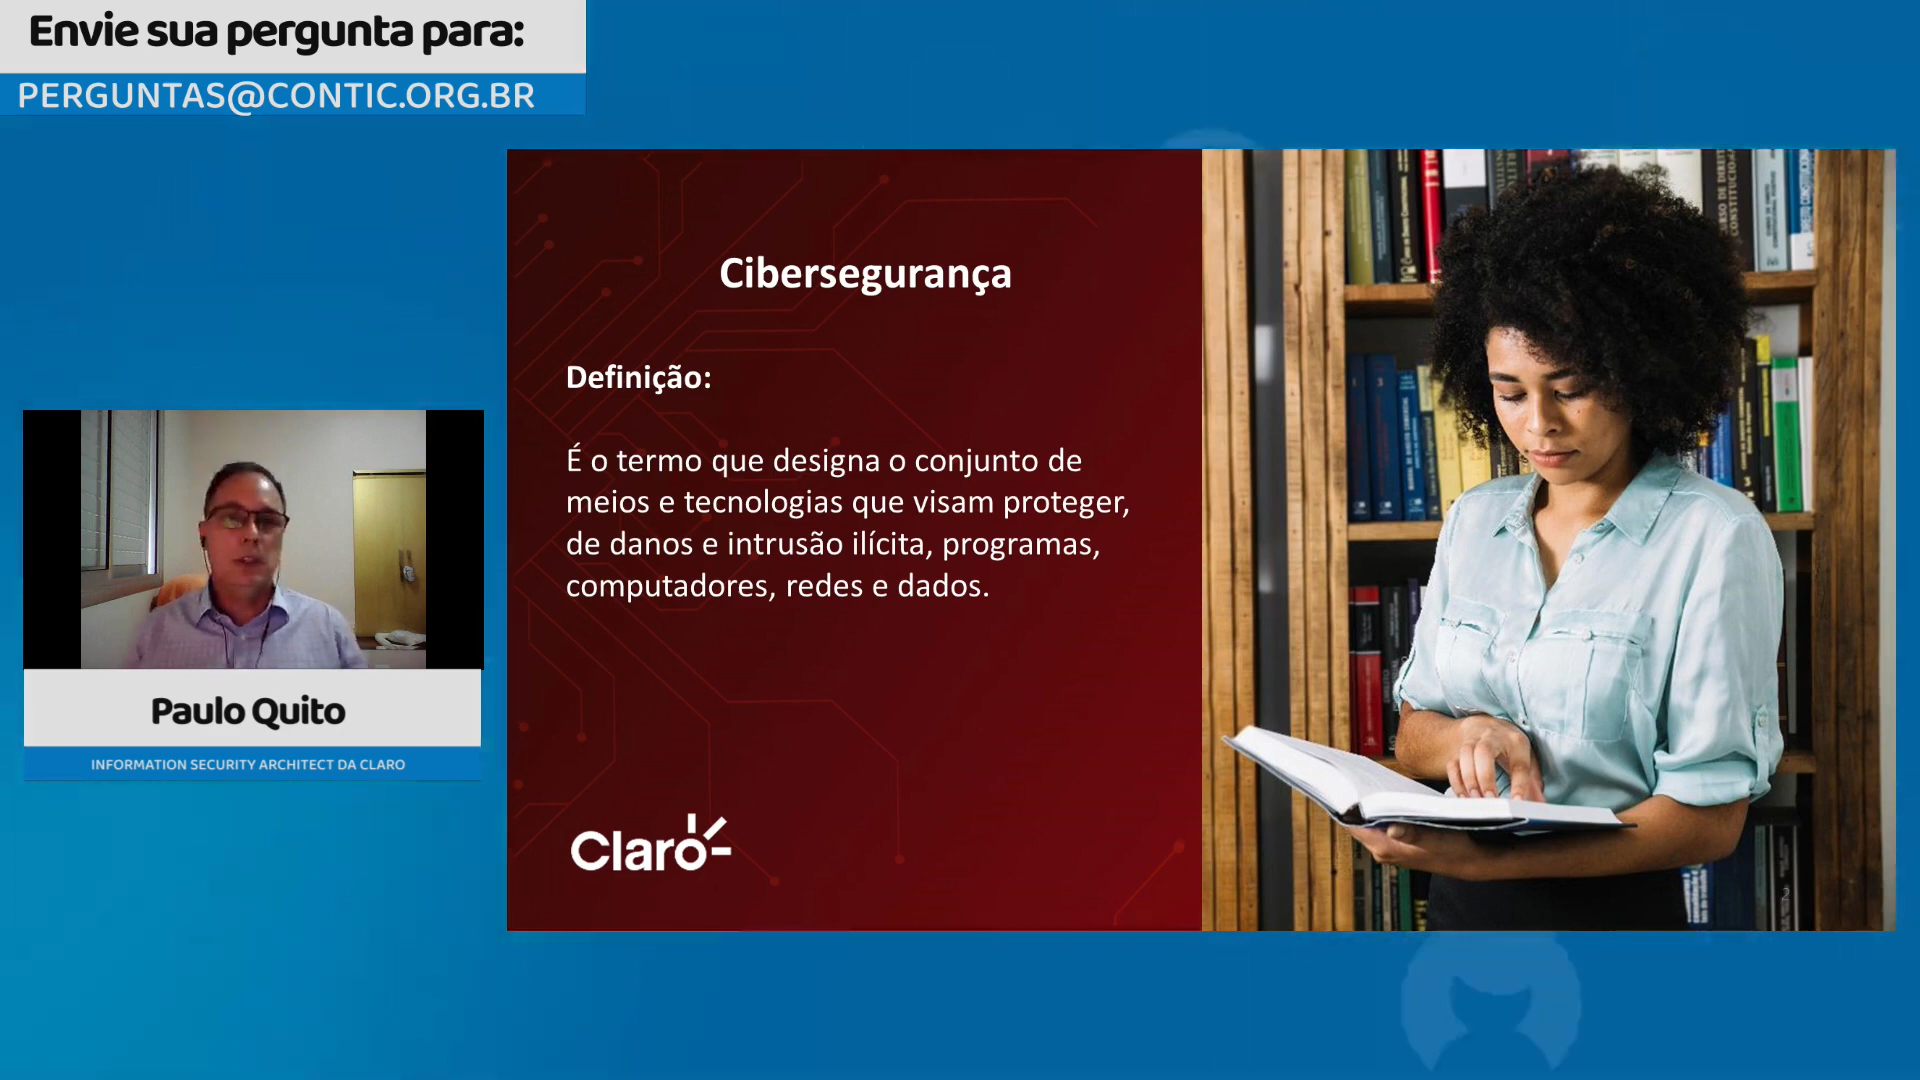 Envie sua pergunta para:
PERGUNTAS@CONTIC.ORG.BR
Cibersegurança
Definição:
É o termo que designa o conjunto de
meios e tecnologias que visam proteger,
de danos e intrusão ilícita, programas,
computadores, redes e dados.
Claro
Paulo Quito
INFORMATION SECURITY ARCHITECT DA CLARO